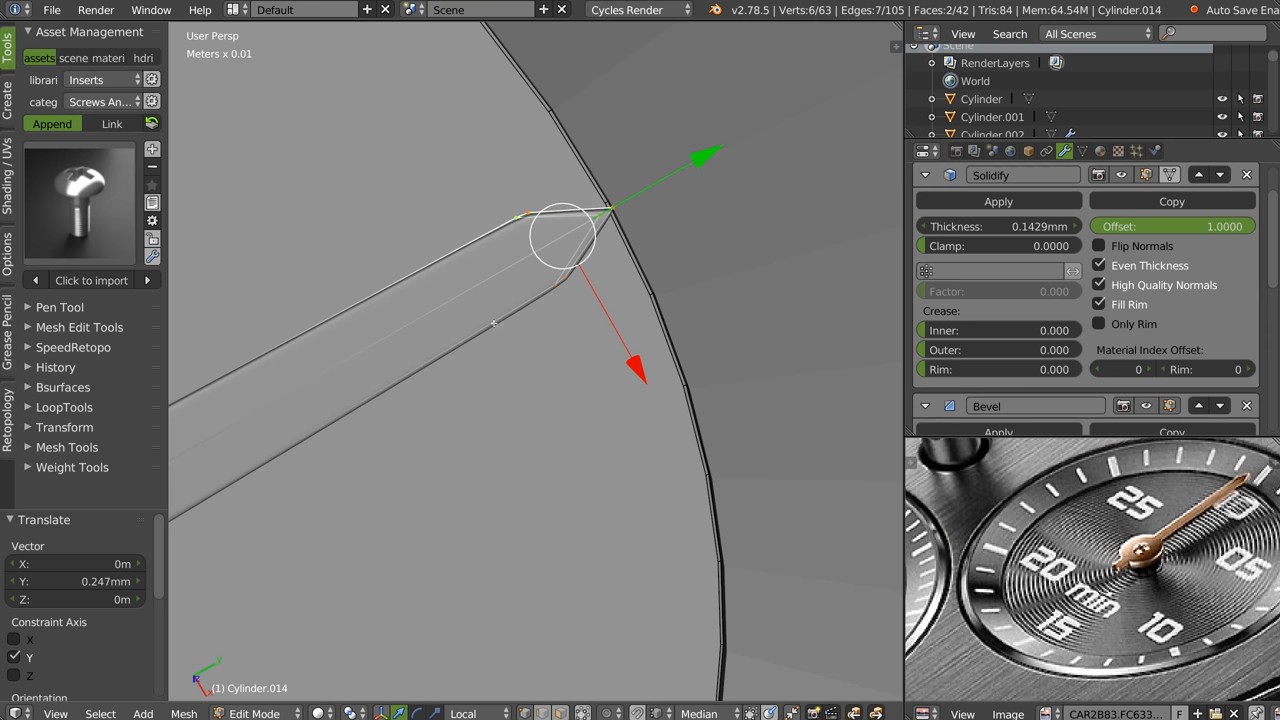 File Render Window Help Default Scene Cycles Render v2.78.5 | Verts:6/63 | Edges:7/105 | Faces:2/42 | Tris:84 | Mem:64.54M | Cylinder.014 Auto Save Ena
Tools
Create
Shading / UVs
Options
Grease Pencil
Retopology
Asset Management
assets scene materi hdri
librari Inserts
categ Screws An...
Append Link
Click to import
Pen Tool
Mesh Edit Tools
SpeedRetopo
History
Bsurfaces
LoopTools
Transform
Mesh Tools
Weight Tools
Translate
Vector
X: 0m
Y: 0.247mm
Z: 0m
Constraint Axis
X
Y
Z
Orientation
User Persp
Meters x 0.01
y
x
(1) Cylinder.014
View Select Add Mesh Edit Mode Local Median
View Search All Scenes
Scene
RenderLayers
World
Cylinder
Cylinder.001
Cylinder.002
Solidify
Apply Copy
Thickness: 0.1429mm Offset: 1.0000
Clamp: 0.0000 Flip Normals
Even Thickness
High Quality Normals
Factor: 0.000 Fill Rim
Crease: Only Rim
Inner: 0.000
Outer: 0.000 Material Index Offset:
Rim: 0.000 0 Rim: 0
Bevel
Apply Copy
25
05
20
min
15
10
View Image CAR2B83.FC633... F